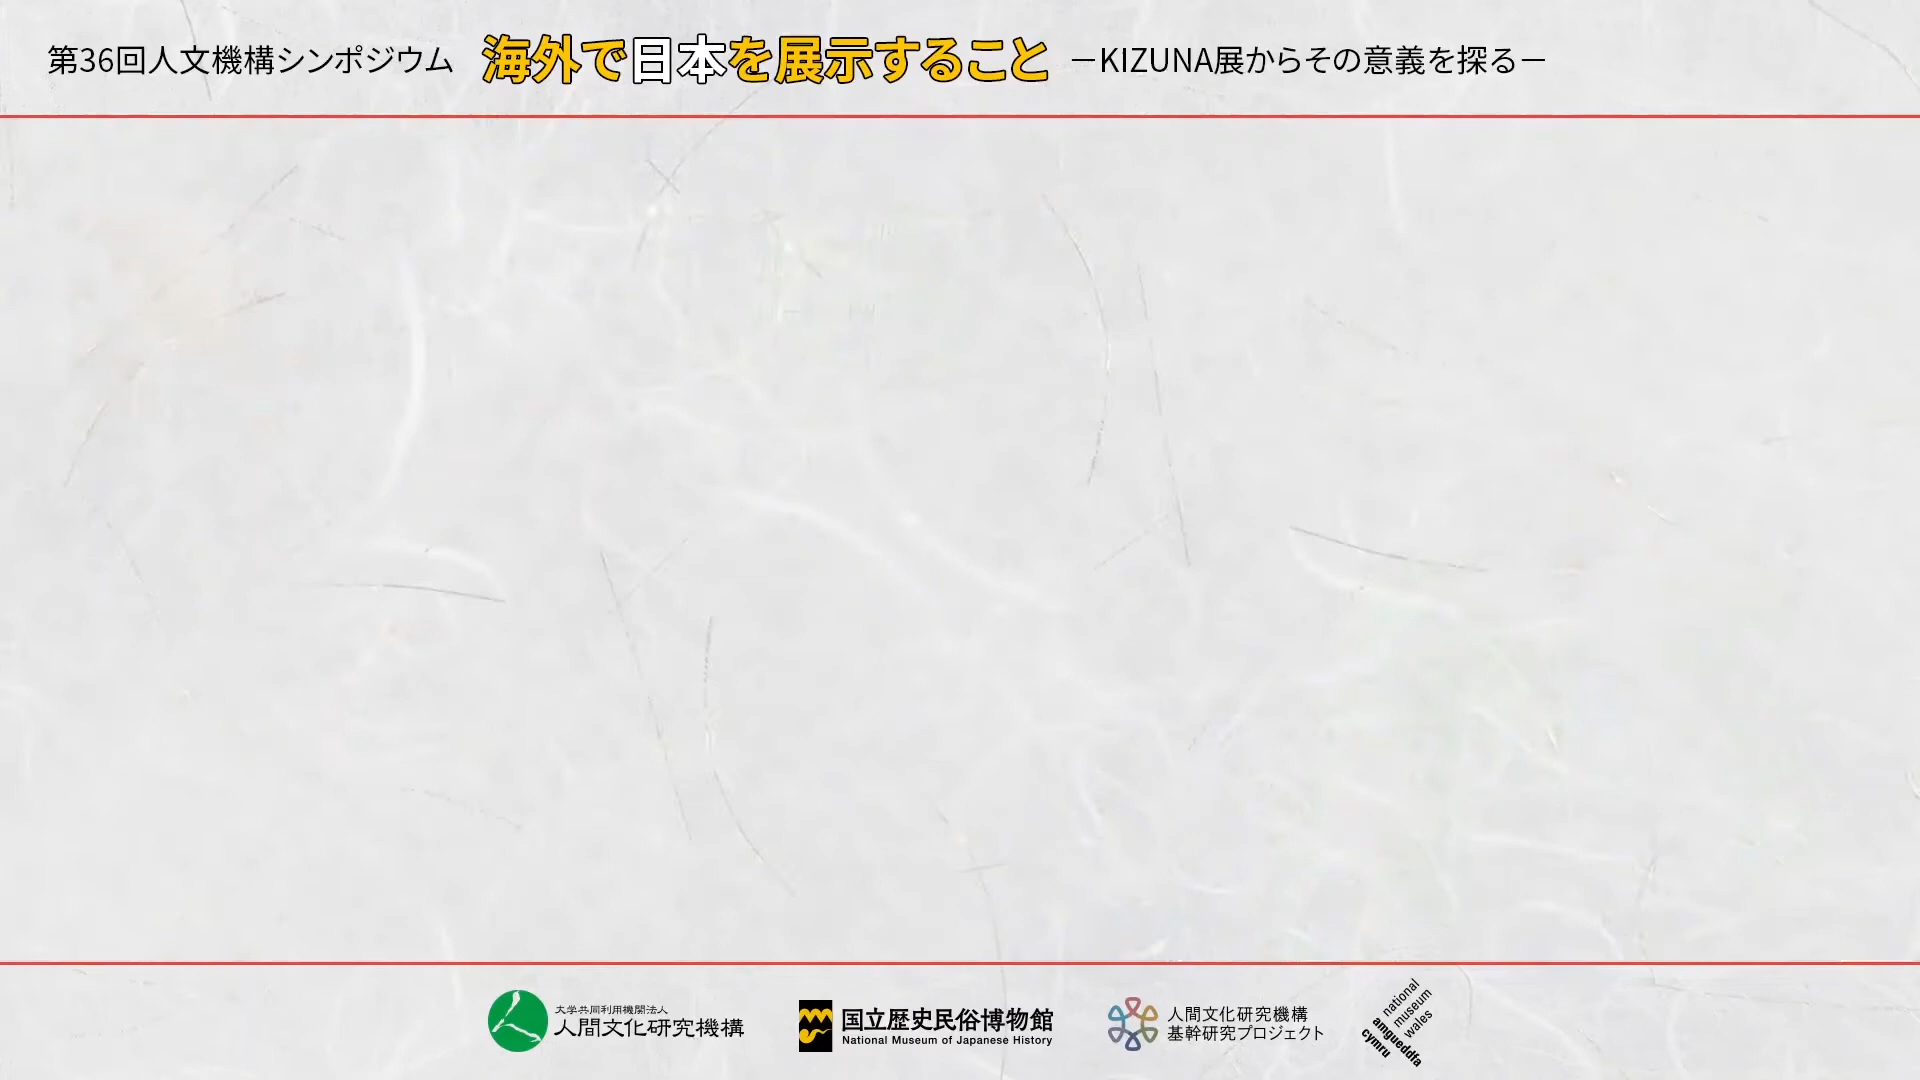 第36回人文機構シンポジウム 海外で日本を展示すること －KIZUNA展からその意義を探る－
大学共同利用機関法人
人間文化研究機構
国立歴史民俗博物館
National Museum of Japanese History
人間文化研究機構
基幹研究プロジェクト
national
museum
wales
amgueddfa
cymru